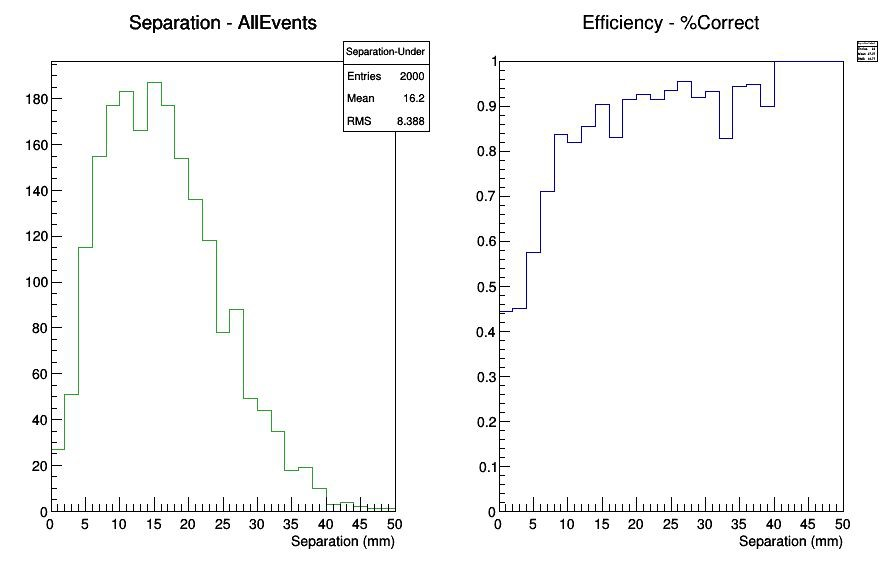 Separation - AllEvents
Separation-Under
Entries 2000
Mean 16.2
RMS 8.388
180
160
140
120
100
80
60
40
20
0
0 5 10 15 20 25 30 35 40 45 50
Separation (mm)
Efficiency - %Correct
1
0.9
0.8
0.7
0.6
0.5
0.4
0.3
0.2
0.1
0
0 5 10 15 20 25 30 35 40 45 50
Separation (mm)